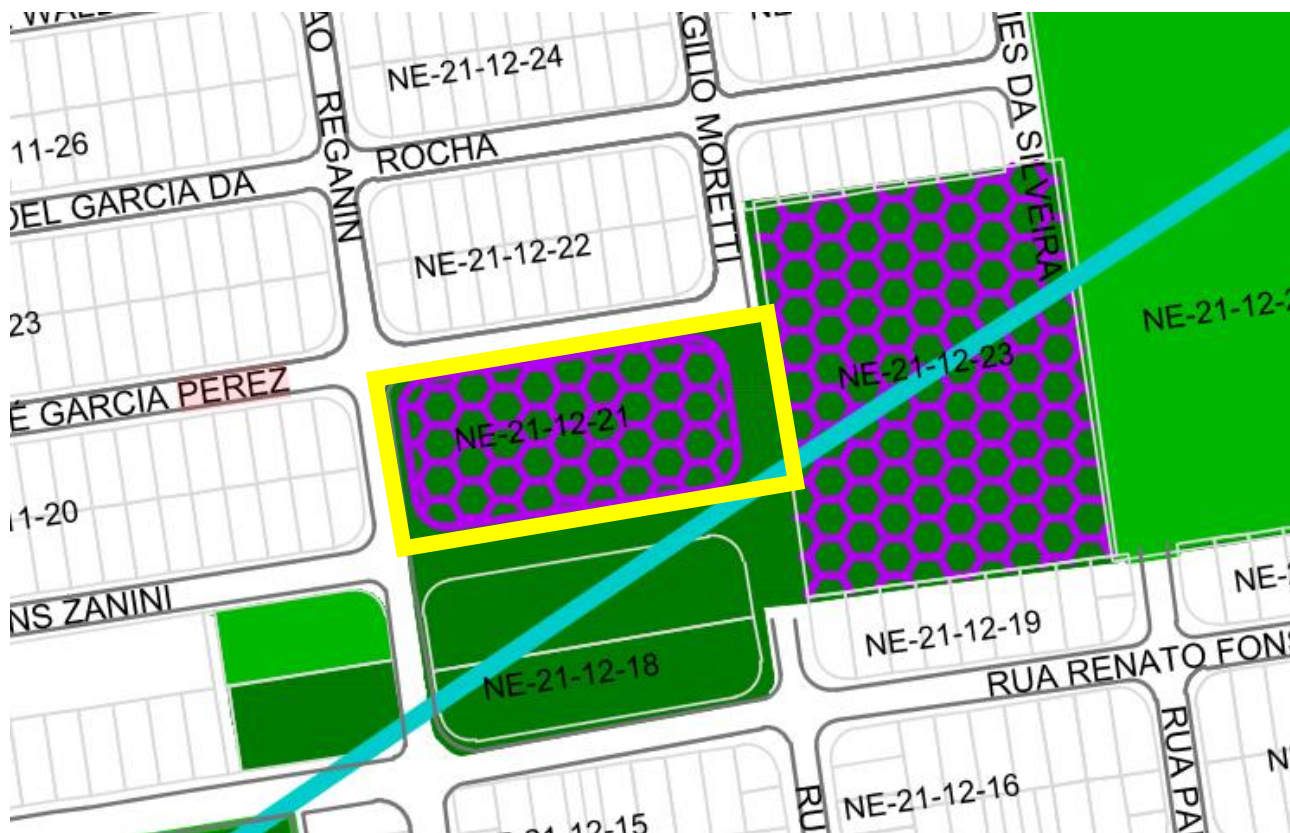 NE-21-12-24
REGANIN
GILIO MORETTI
ES DA SILVEIRA
11-26
ROCHA
DEL GARCIA DA
NE-21-12-22
23
NE-21-12-2
NE-21-12-23
É GARCIA PEREZ
NE-21-12-21
1-20
NS ZANINI
NE-
NE-21-12-19
NE-21-12-18
RUA RENATO FONS
RUA PA
NE-21-12-16
RU
21-12-15